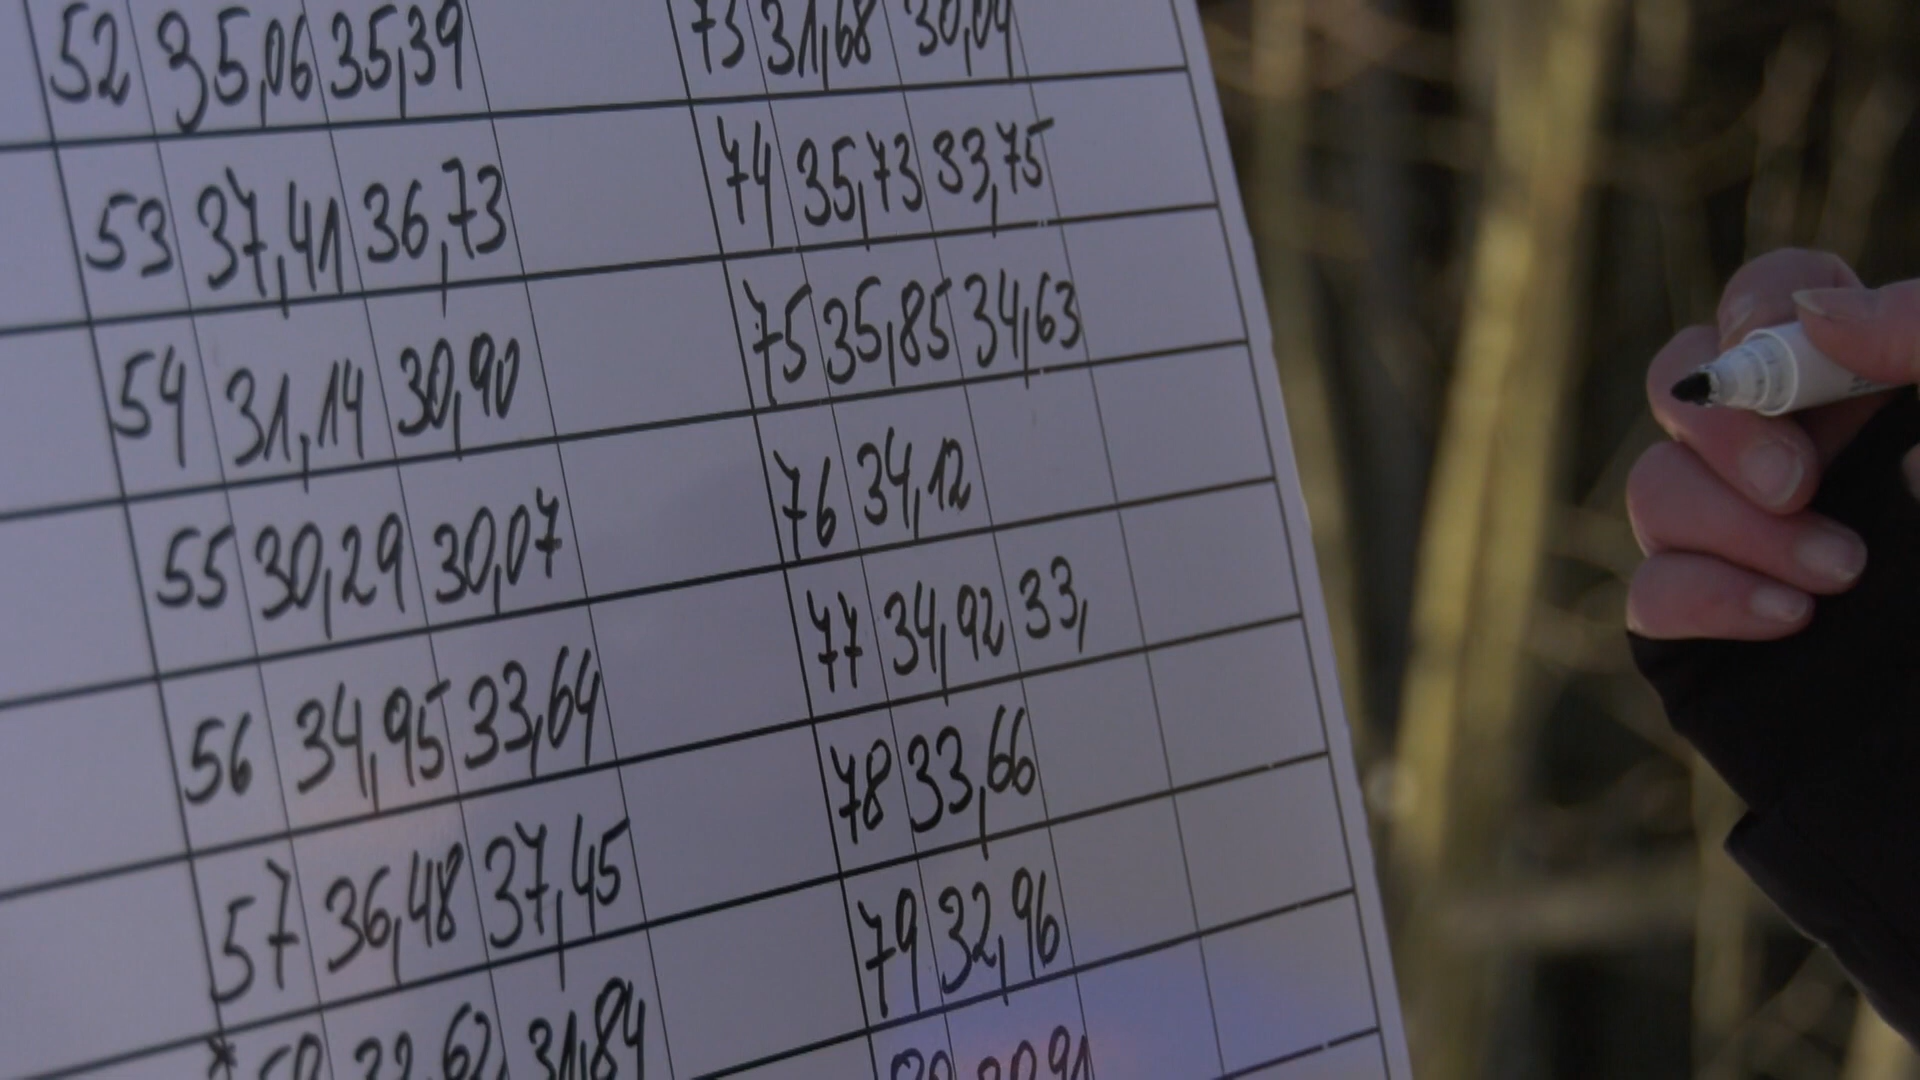 52 35,06 35,39
53 37,41 36,73
54 31,14 30,90
55 30,29 30,07
56 34,95 33,64
57 36,48 37,45
31,84
73 31,68 30,04
74 35,73 33,75
75 35,85 34,63
76 34,12
77 34,92 33,
78 33,66
79 32,96